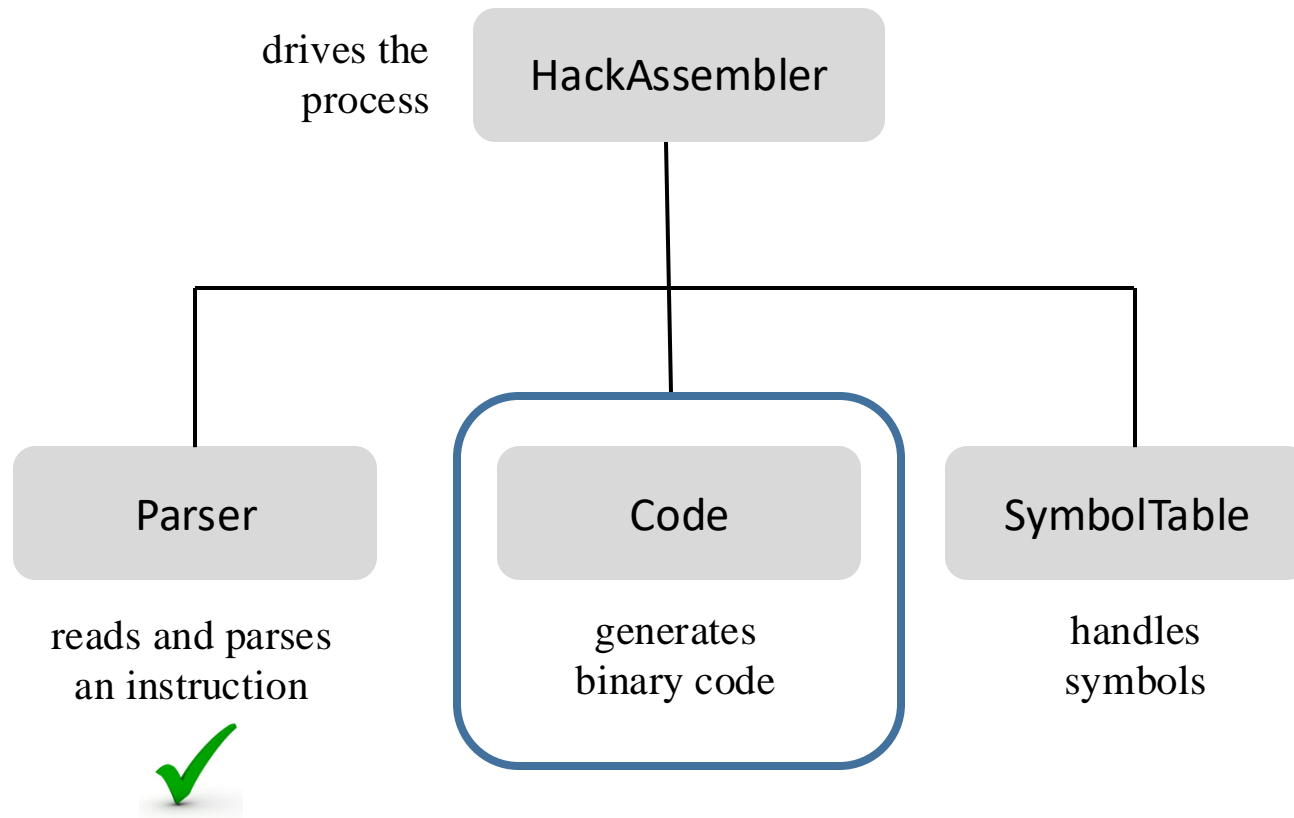 drives the
process
HackAssembler
Parser
Code
SymbolTable
reads and parses
an instruction
generates
binary code
handles
symbols